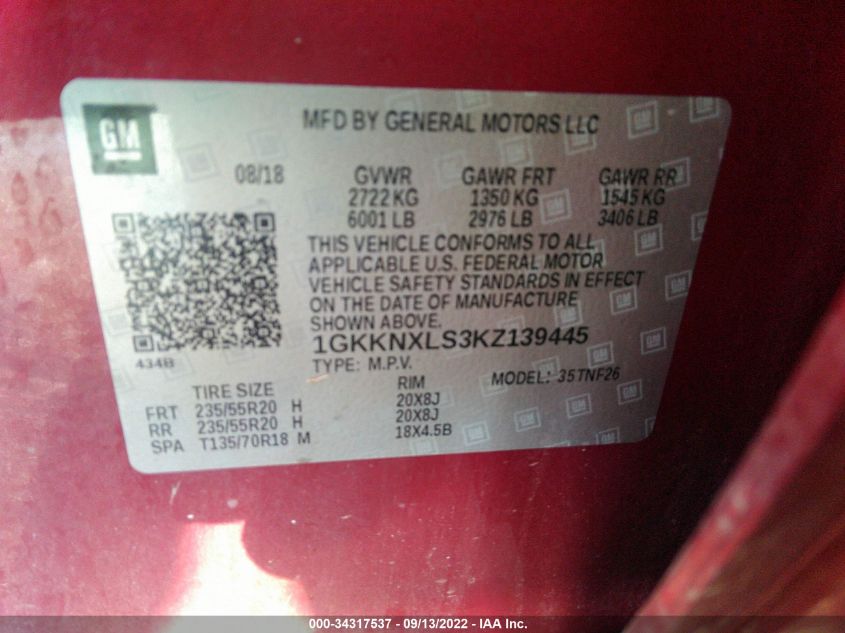 GM
MFD BY GENERAL MOTORS LLC
08/18 GVWR GAWR FRT GAWR RR
2722 KG 1350 KG 1545 KG
6001 LB 2976 LB 3406 LB
THIS VEHICLE CONFORMS TO ALL
APPLICABLE U.S. FEDERAL MOTOR
VEHICLE SAFETY STANDARDS IN EFFECT
ON THE DATE OF MANUFACTURE
SHOWN ABOVE.
1GKKNXLS3KZ139445
434B
TYPE: M.P.V. MODEL: 35TNF26
TIRE SIZE RIM
FRT 235/55R20 H 20X8J
RR 235/55R20 H 20X8J
SPA T135/70R18 M 18X4.5B
000-34317537 - 09/13/2022 - IAA Inc.